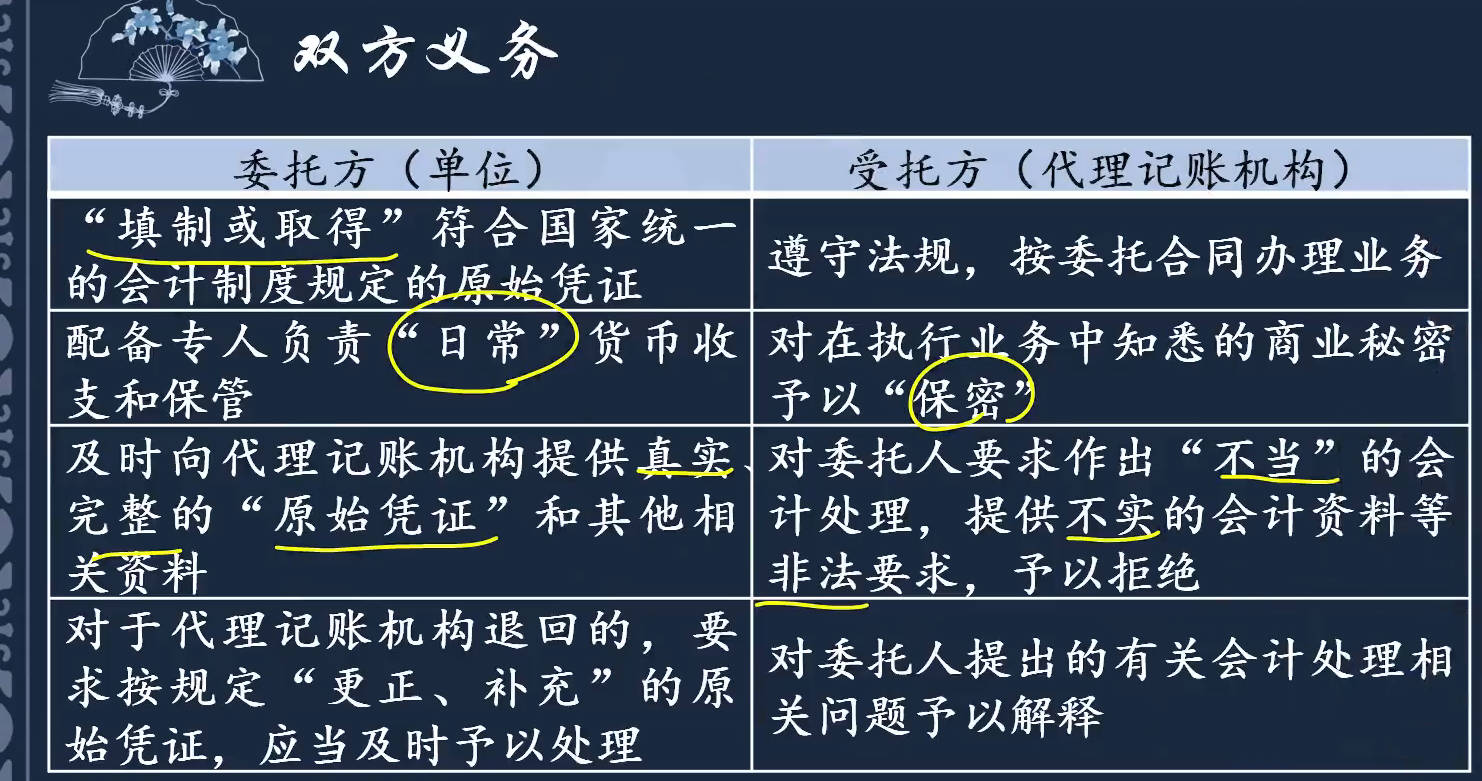 双方义务
委托方（单位）
受托方（代理记账机构）
“填制或取得”符合国家统一
的会计制度规定的原始凭证
遵守法规，按委托合同办理业务
配备专人负责“日常”货币收
支和保管
对在执行业务中知悉的商业秘密
予以“保密”
及时向代理记账机构提供真实、
完整的“原始凭证”和其他相
关资料
对委托人要求作出“不当”的会
计处理，提供不实的会计资料等
非法要求，予以拒绝
对于代理记账机构退回的，要
求按规定“更正、补充”的原
始凭证，应当及时予以处理
对委托人提出的有关会计处理相
关问题予以解释